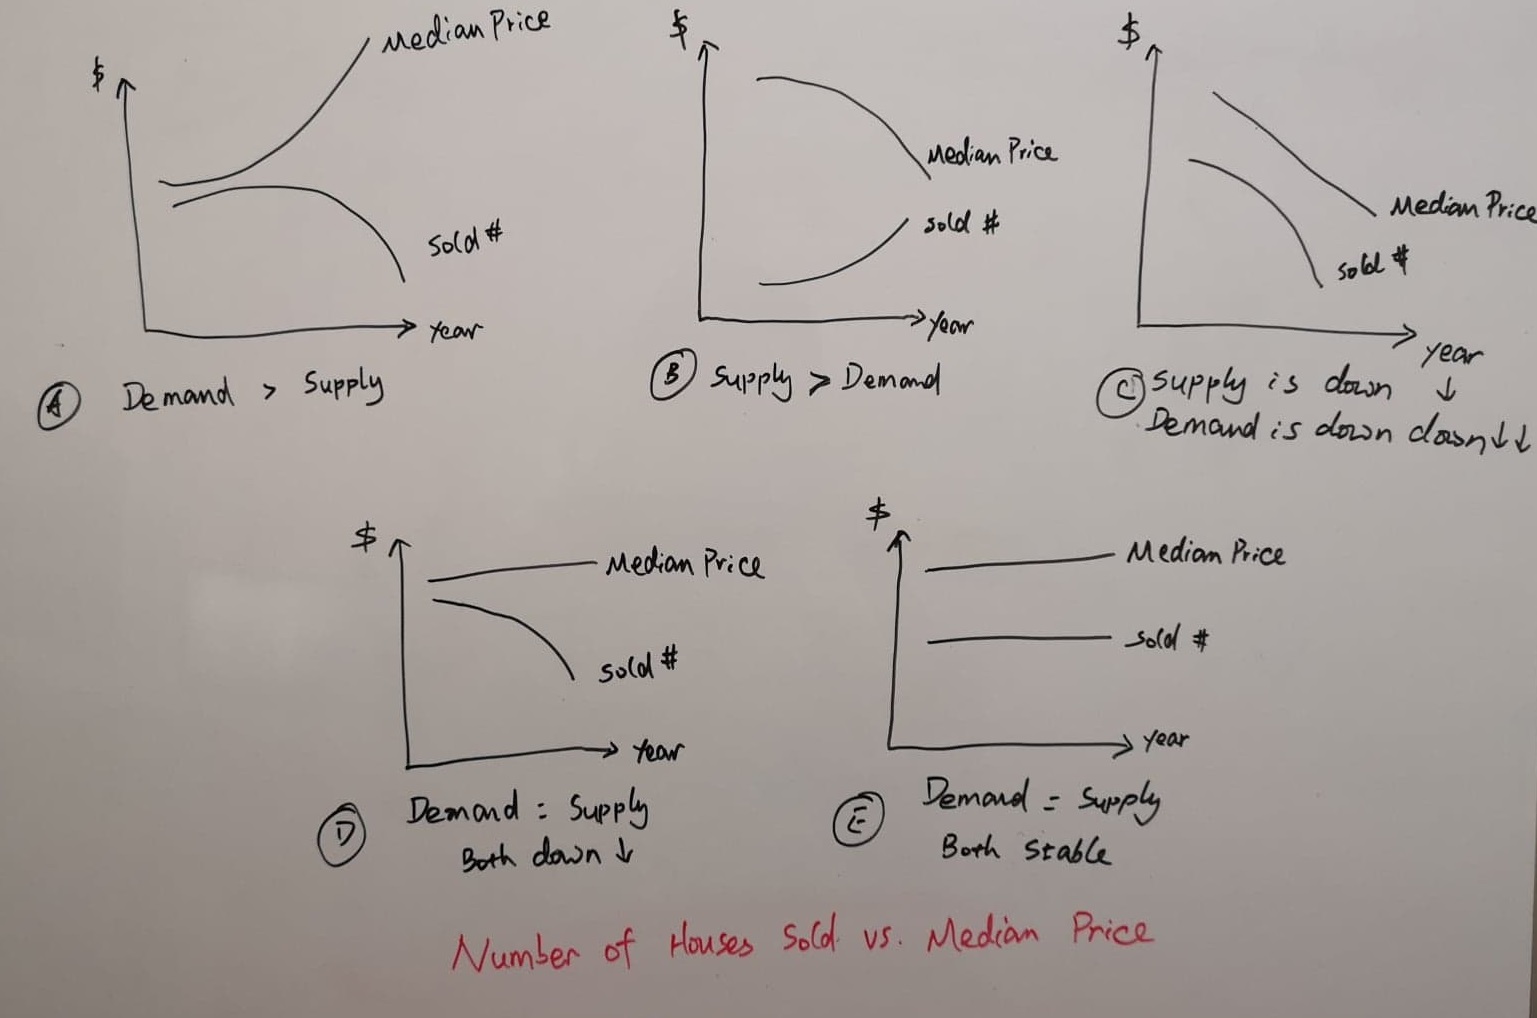 $
Median Price
Sold #
Year
A Demand > Supply
$
Median Price
Sold #
Year
B Supply > Demand
$
Median Price
Sold #
Year
C Supply is down ↓
Demand is down down ↓↓
$
Median Price
Sold #
Year
D Demand = Supply
Both down ↓
$
Median Price
Sold #
Year
E Demand = Supply
Both Stable
Number of Houses Sold vs. Median Price